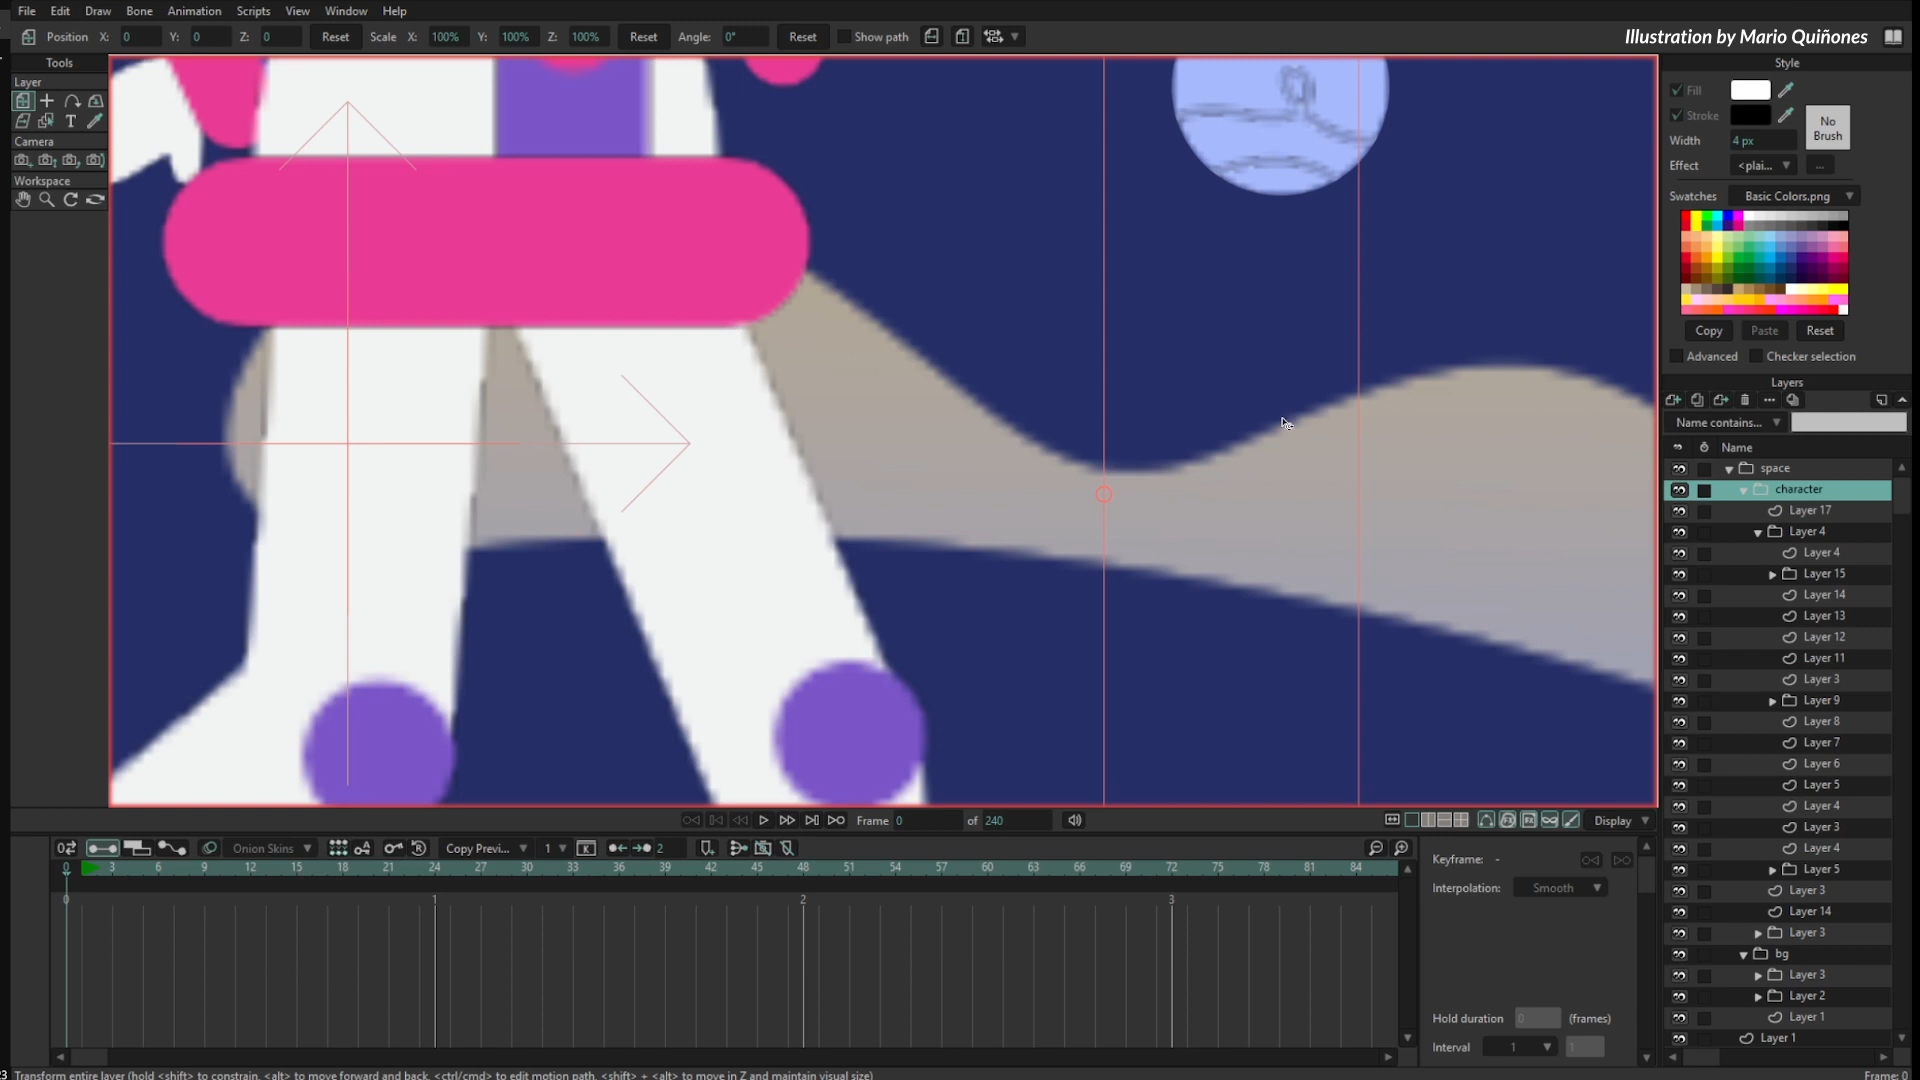 File Edit Draw Bone Animation Scripts View Window Help
Position X: 0 Y: 0 Z: 0 Reset Scale X: 100% Y: 100% Z: 100% Reset Angle: 0° Reset Show path
Illustration by Mario Quiñones
Tools
Layer
T
Camera
Workspace
Style
Fill
Stroke
No
Brush
Width 4 px
Effect <plai... ...
Swatches Basic Colors.png
Copy Paste Reset
Advanced Checker selection
Layers
Name contains...
Name
space
character
Layer 17
Layer 4
Layer 4
Layer 15
Layer 14
Layer 13
Layer 12
Layer 11
Layer 3
Layer 9
Layer 8
Layer 7
Layer 6
Layer 5
Layer 4
Layer 3
Layer 4
Layer 5
Layer 3
Layer 14
Layer 3
bg
Layer 3
Layer 2
Layer 1
Layer 1
Frame 0 of 240
Display
Onion Skins Copy Previ... 1 2
0 3 6 9 12 15 18 21 24 27 30 33 36 39 42 45 48 51 54 57 60 63 66 69 72 75 78 81 84
0 1 2 3
Keyframe: -
Interpolation: Smooth
Hold duration 0 (frames)
Interval 1 1
23 Transform entire layer (hold <shift> to constrain, <alt> to move forward and back, <ctrl/cmd> to edit motion path, <shift> + <alt> to move in Z and maintain visual size)
Frame: 0